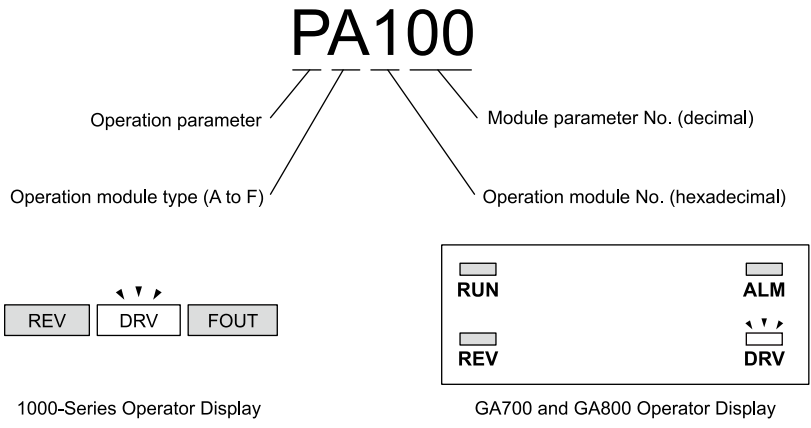 PA100
Operation parameter
Module parameter No. (decimal)
Operation module type (A to F)
Operation module No. (hexadecimal)
REV
DRV
FOUT
1000-Series Operator Display
RUN
ALM
REV
DRV
GA700 and GA800 Operator Display